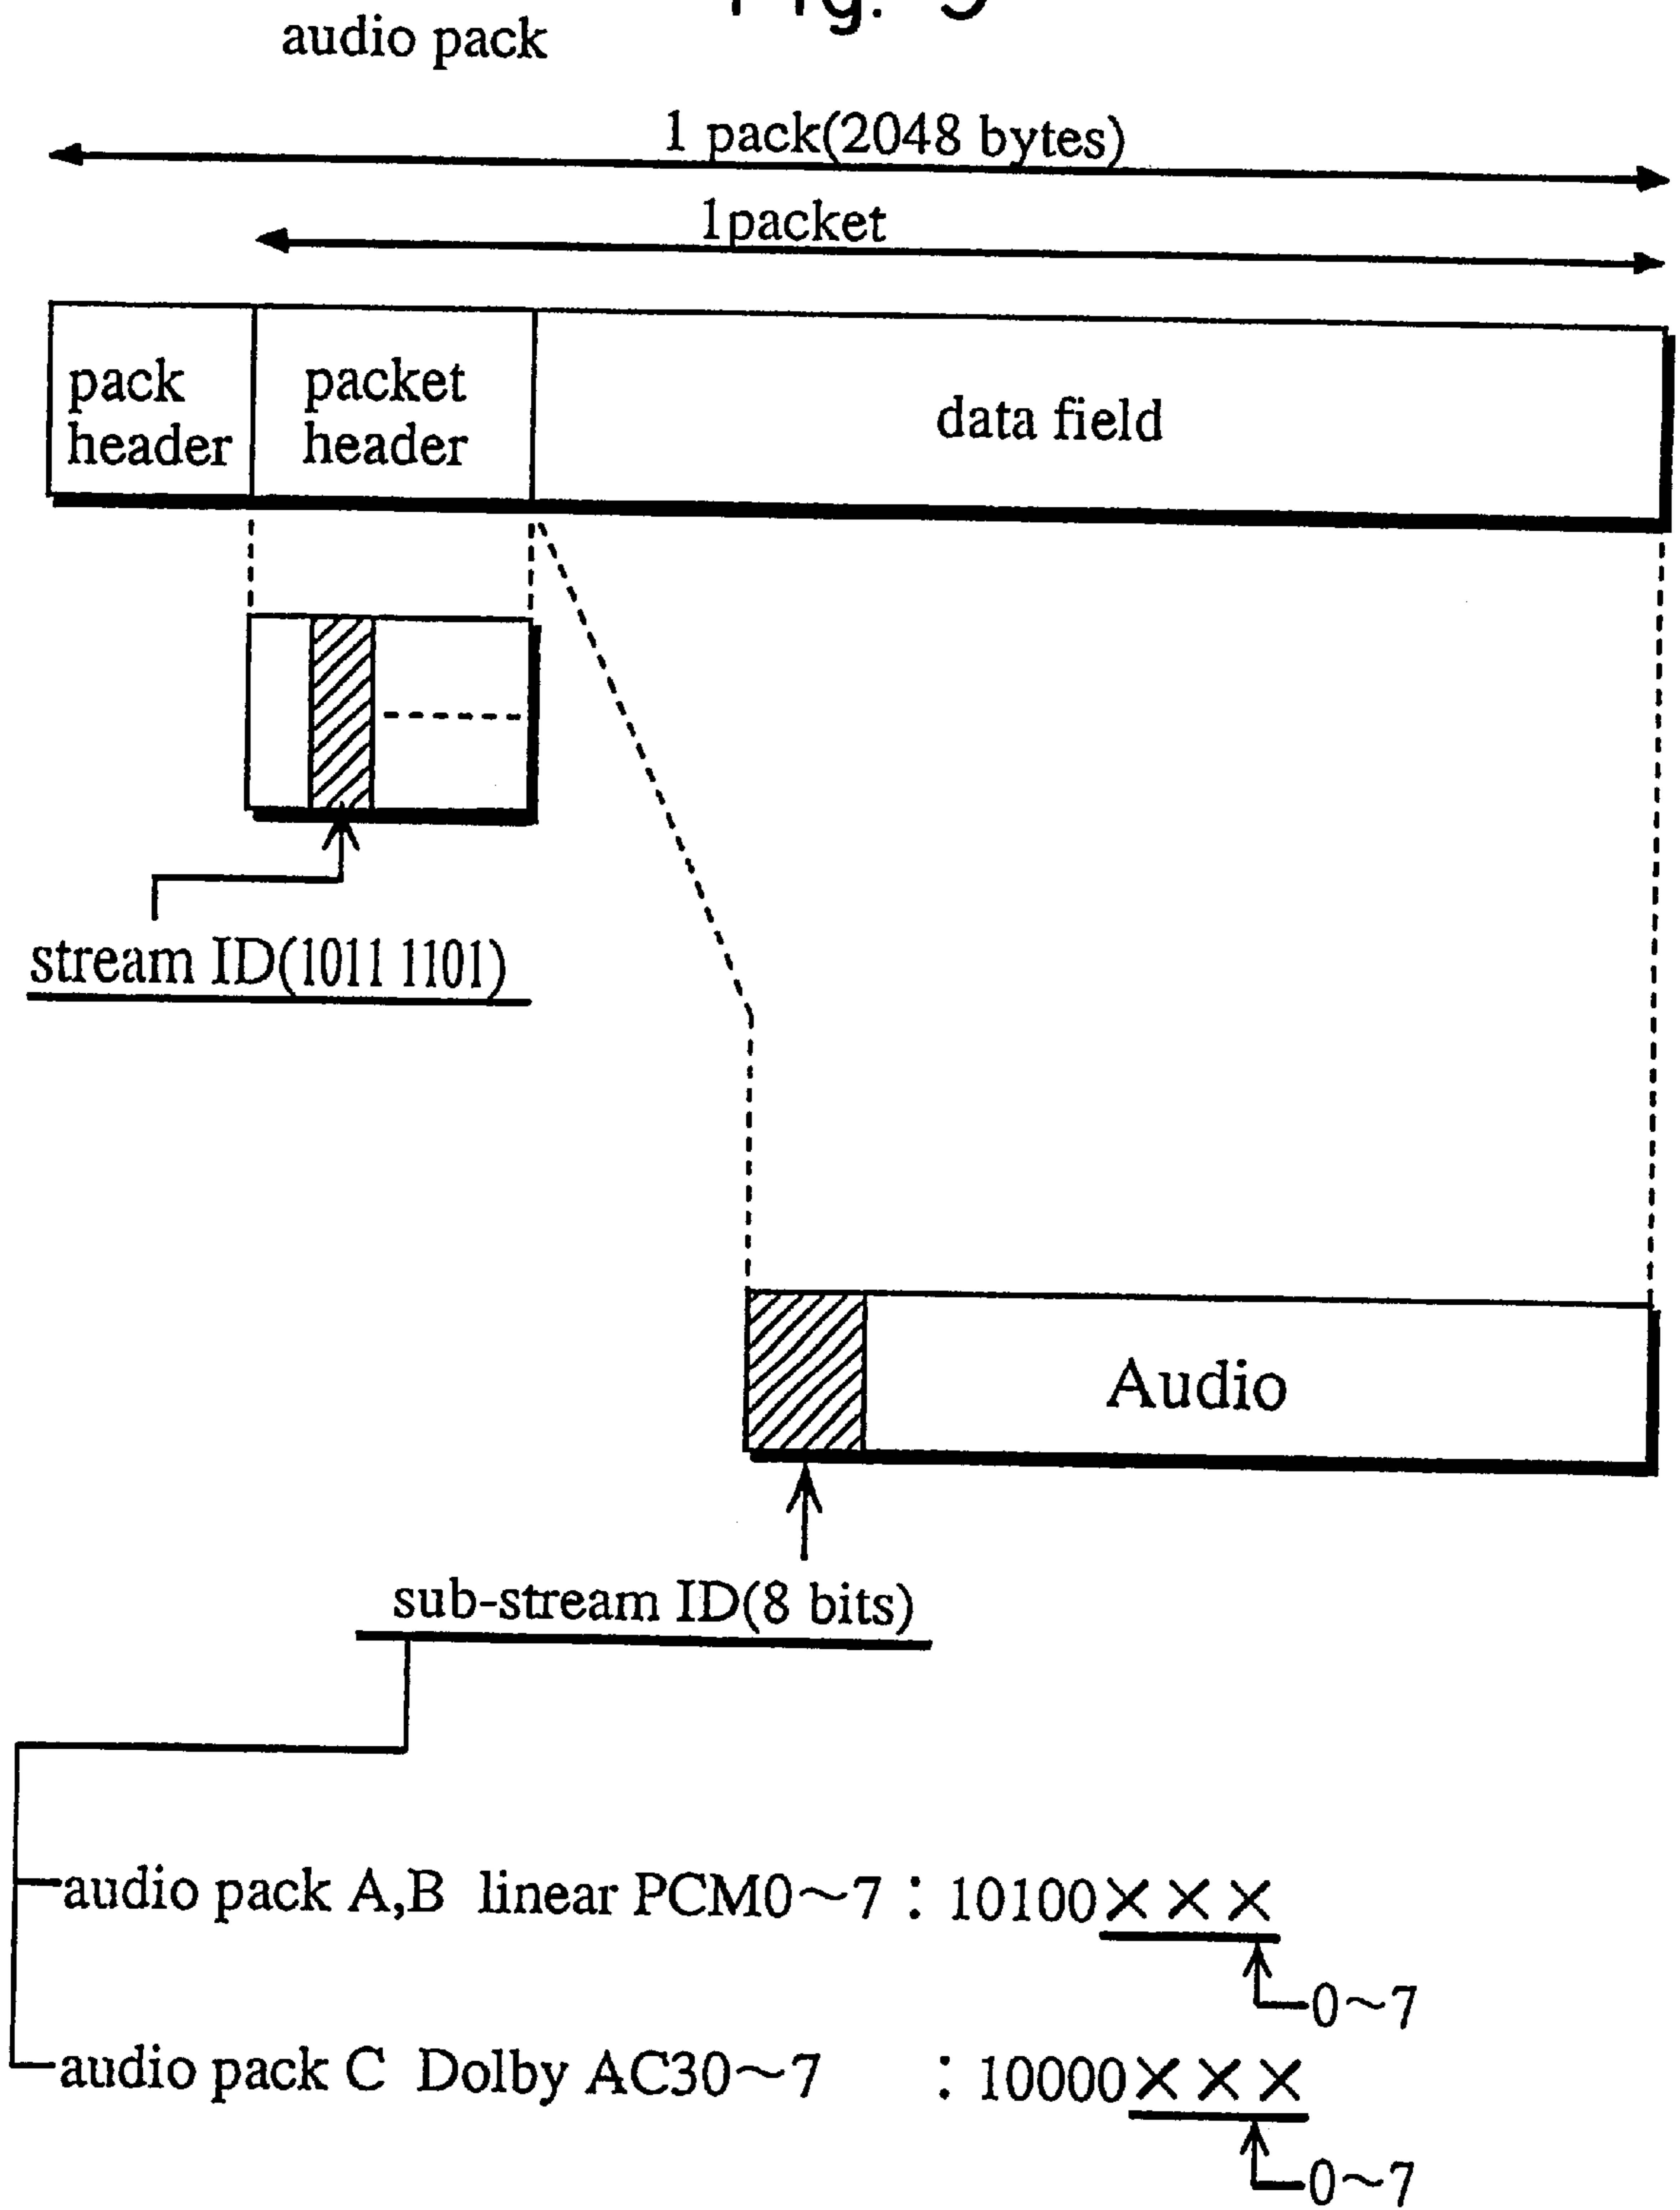 Fig.
audio pack
1 pack(2048 bytes)
1packet
pack
header
packet
header
data field
stream ID(1011 1101)
Audio
sub-stream ID(8 bits)
audio pack A,B linear PCM0～7 : 10100×××
0～7
audio pack C Dolby AC30～7 : 10000×××
0～7